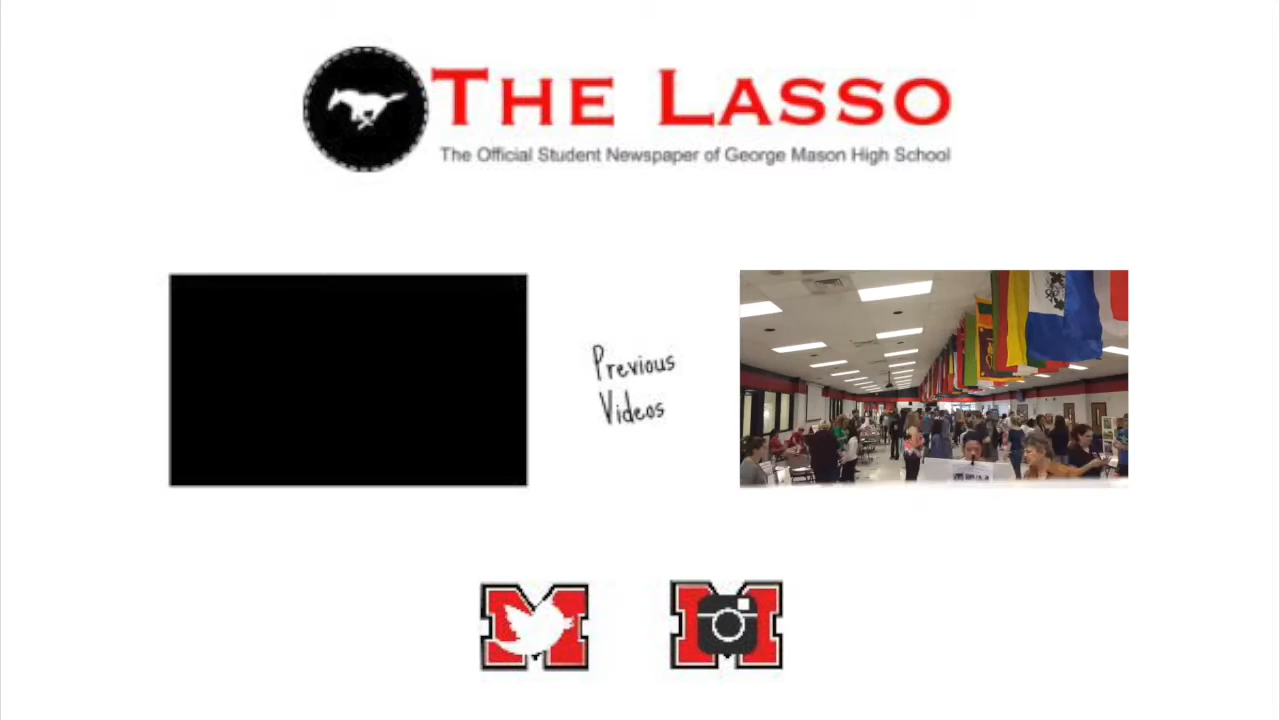 THE LASSO
The Official Student Newspaper of George Mason High School
Previous
Videos
M
M